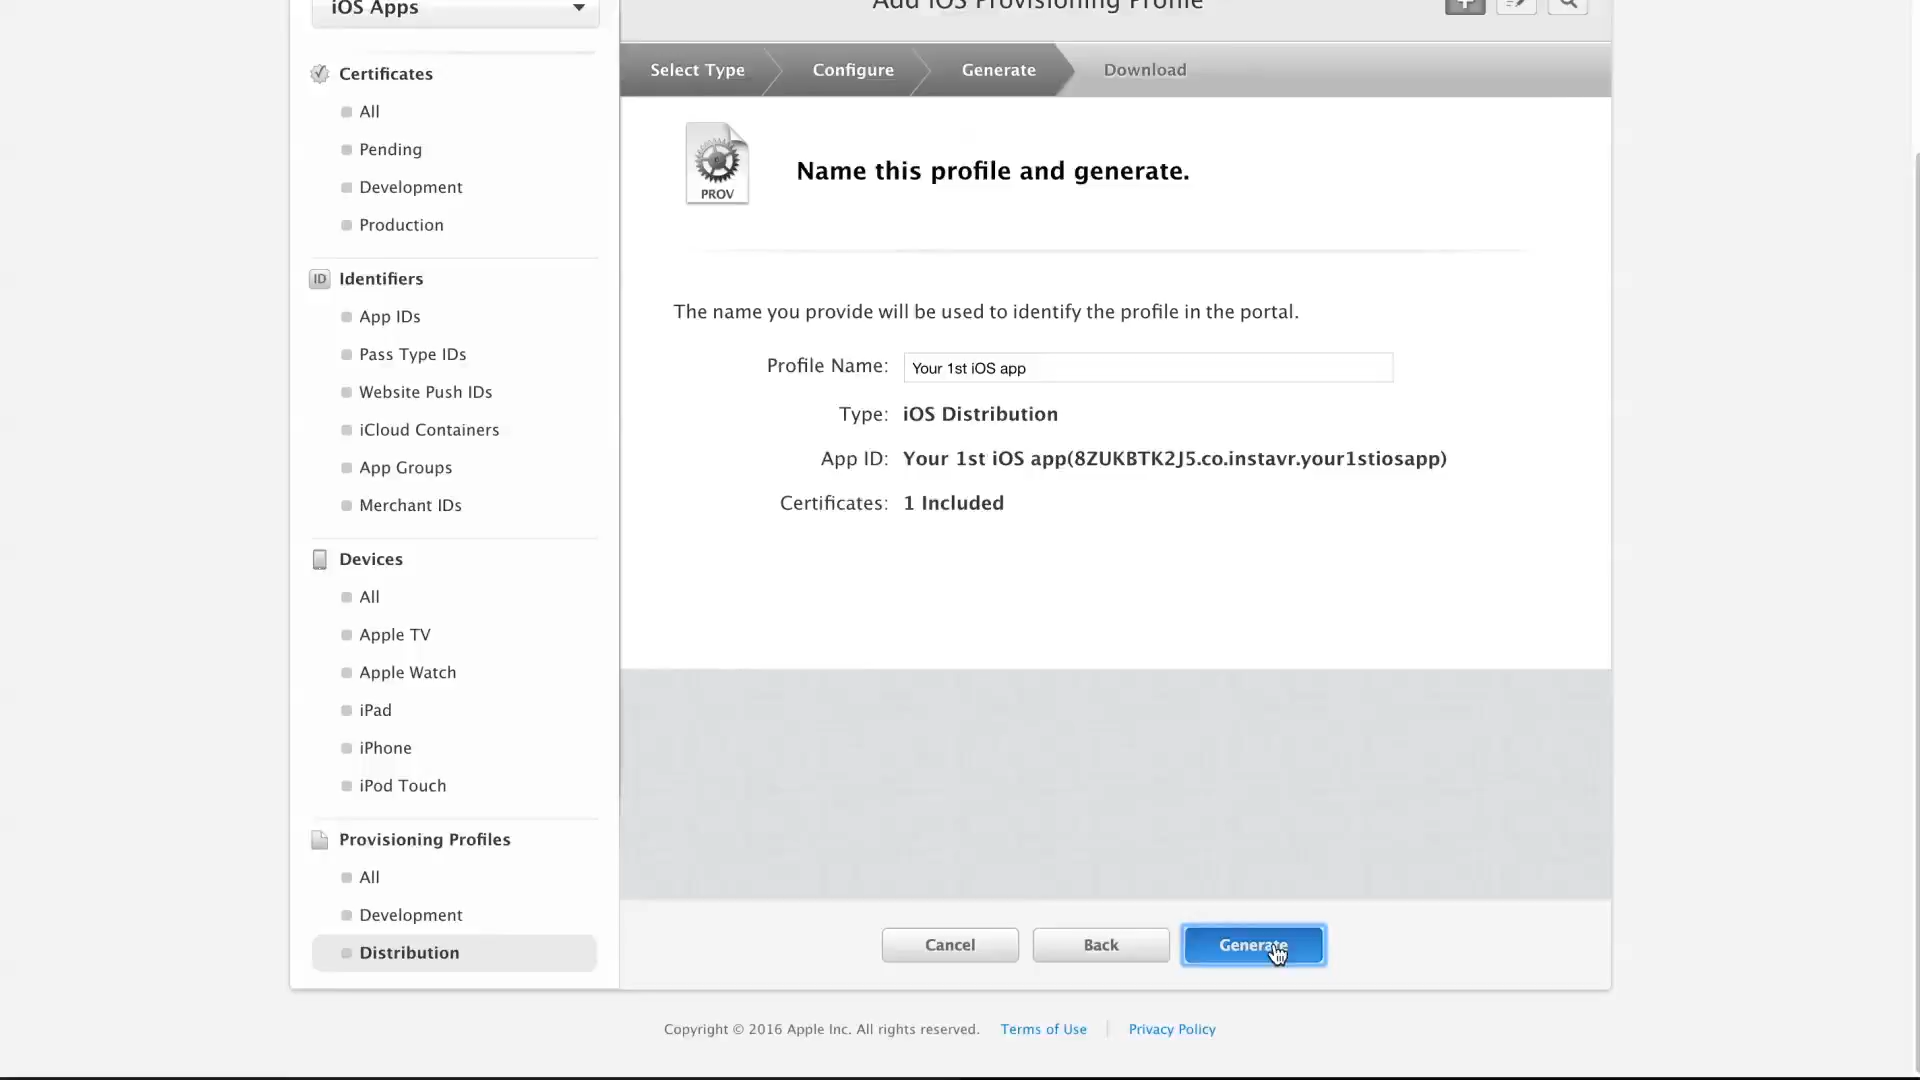 iOS Apps
Add iOS Provisioning Profile
Certificates
All
Pending
Development
Production
ID Identifiers
App IDs
Pass Type IDs
Website Push IDs
iCloud Containers
App Groups
Merchant IDs
Devices
All
Apple TV
Apple Watch
iPad
iPhone
iPod Touch
Provisioning Profiles
All
Development
Distribution
Select Type Configure Generate Download
PROV
Name this profile and generate.
The name you provide will be used to identify the profile in the portal.
Profile Name: Your 1st iOS app
Type: iOS Distribution
App ID: Your 1st iOS app(8ZUKBTK2J5.co.instavr.your1stiosapp)
Certificates: 1 Included
Cancel Back Generate
Copyright © 2016 Apple Inc. All rights reserved. Terms of Use Privacy Policy